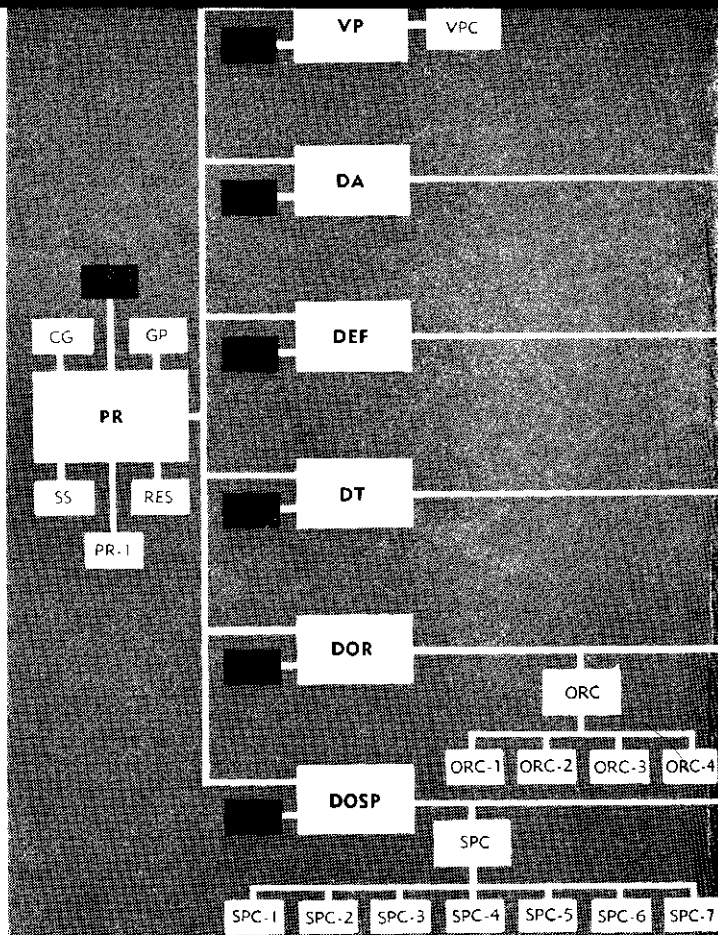 VP VPC
DA
CG GP
DEF
PR
SS RES
DT
PR-1
DOR
ORC
ORC-1 ORC-2 ORC-3 ORC-4
DOSP
SPC
SPC-1 SPC-2 SPC-3 SPC-4 SPC-5 SPC-6 SPC-7